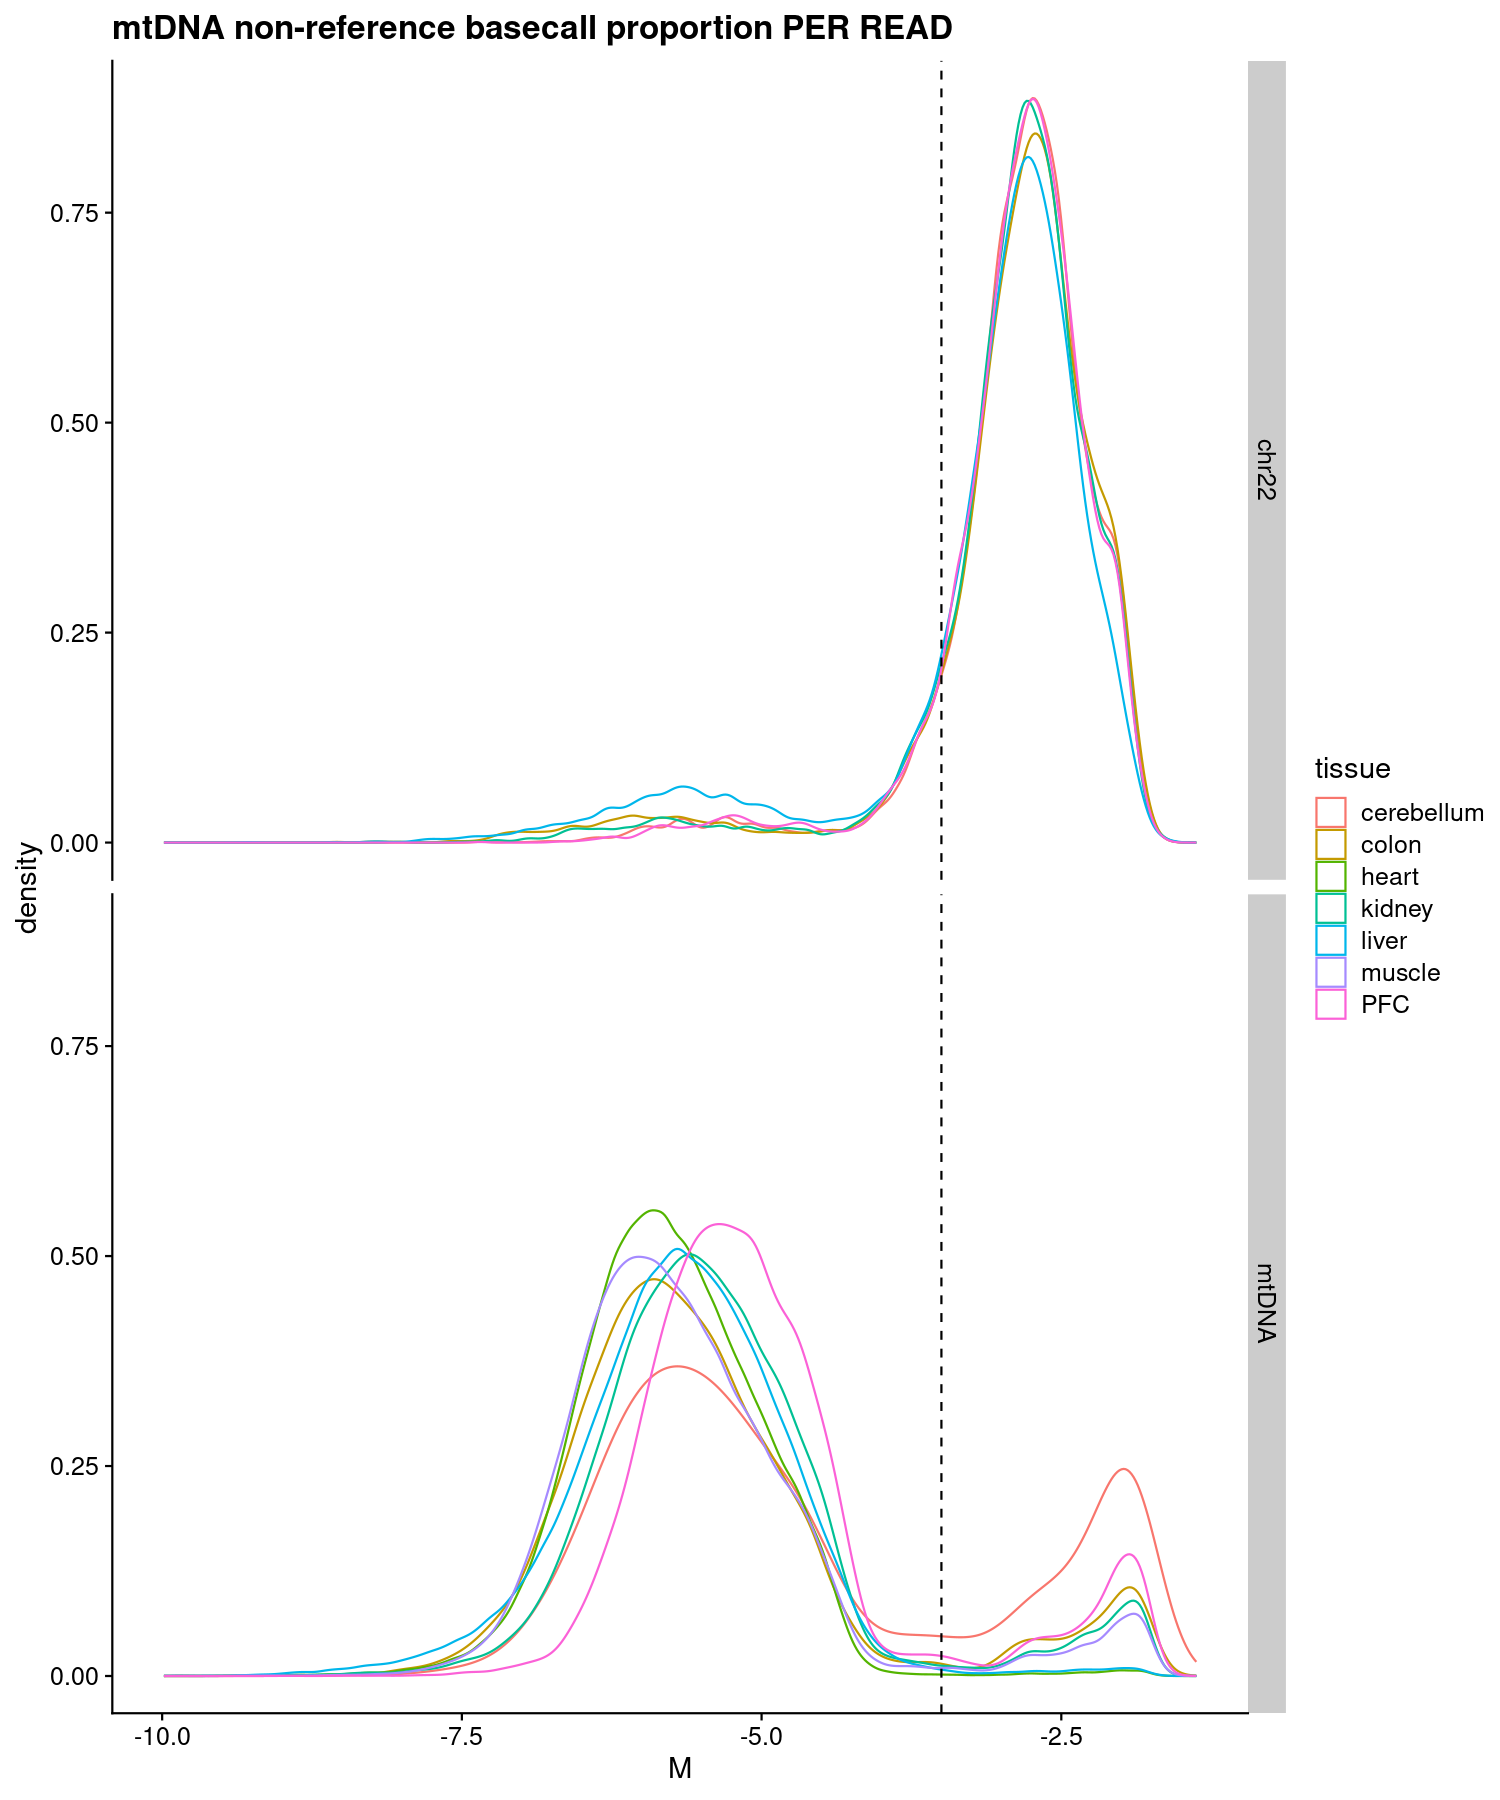 mtDNA non-reference basecall proportion PER READ
density
0.75
0.50
0.25
0.00
chr22
0.75
0.50
0.25
0.00
mtDNA
-10.0
-7.5
-5.0
-2.5
M
tissue
cerebellum
colon
heart
kidney
liver
muscle
PFC